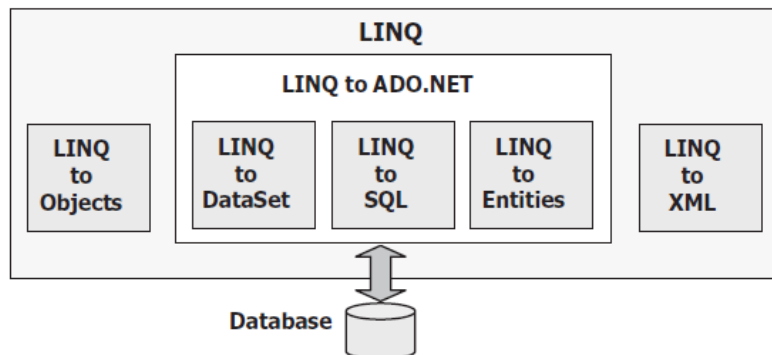 LINQ
LINQ to ADO.NET
LINQ
to
Objects
LINQ
to
DataSet
LINQ
to
SQL
LINQ
to
Entities
LINQ
to
XML
Database